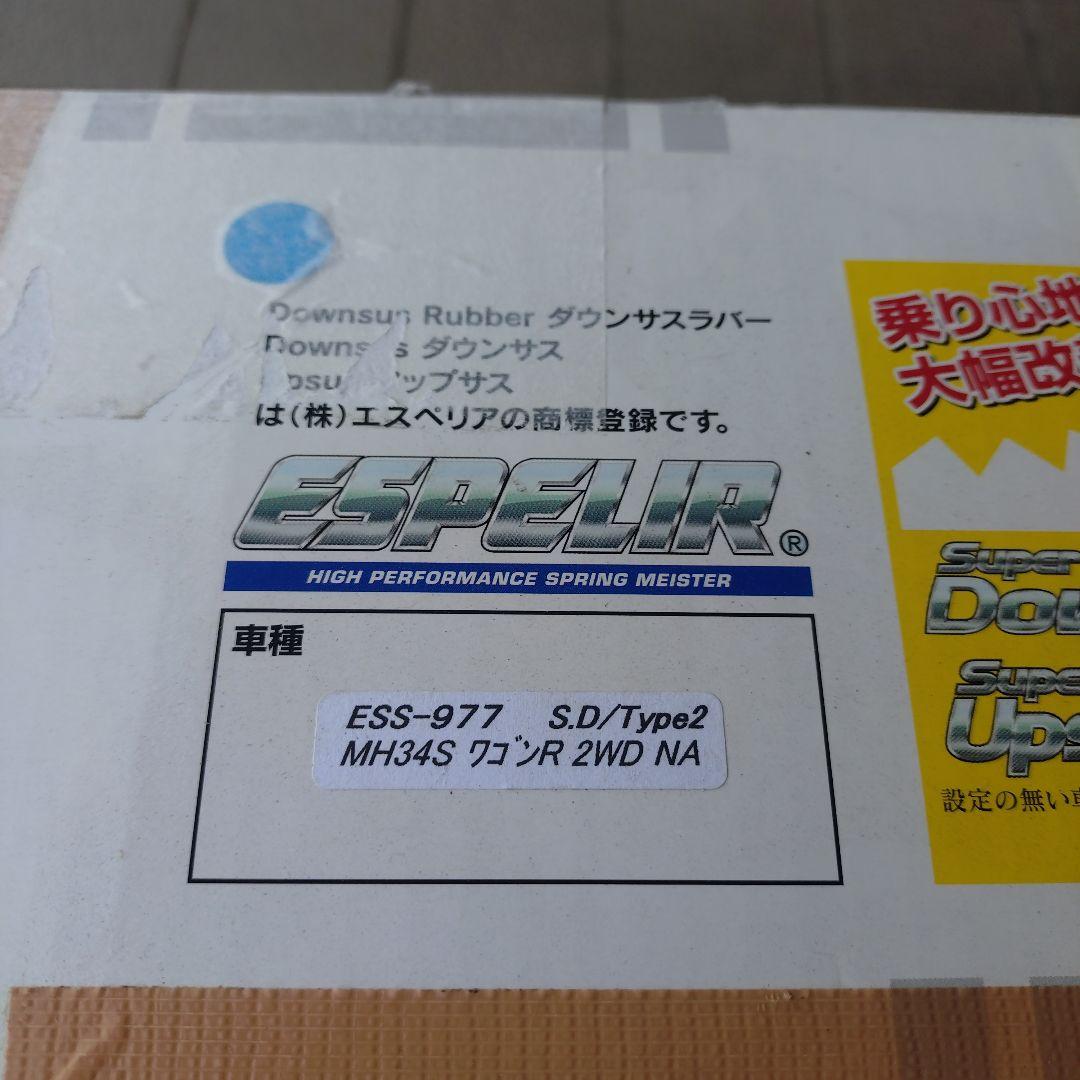 Downsus Rubber ダウンサスラバー
Downsus ダウンサス
アップサス
は(株)エスペリアの商標登録です。
ESPELIR®
HIGH PERFORMANCE SPRING MEISTER
車種
ESS-977 S.D/Type2
MH34S ﾜｺﾞﾝR 2WD NA
乗り心地
大幅改
Super
Super
Ups
設定の無い